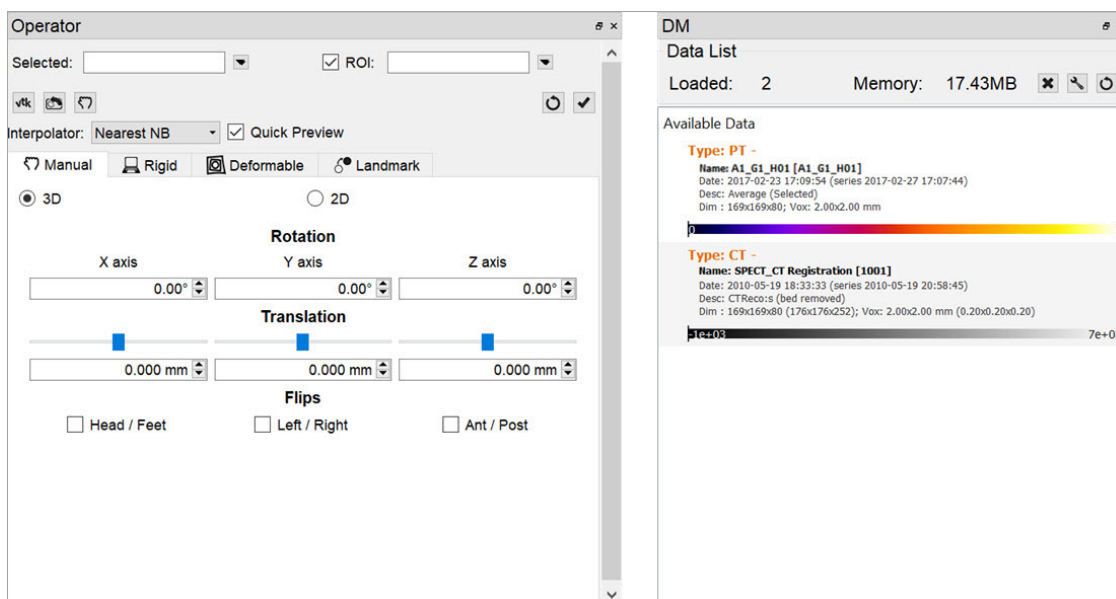 Operator
Selected:
ROI:
vtk
Interpolator: Nearest NB
Quick Preview
Manual
Rigid
Deformable
Landmark
3D
2D
Rotation
X axis
Y axis
Z axis
0.00°
0.00°
0.00°
Translation
0.000 mm
0.000 mm
0.000 mm
Flips
Head / Feet
Left / Right
Ant / Post
DM
Data List
Loaded: 2
Memory: 17.43MB
Available Data
Type: PT -
Name: A1_G1_H01 [A1_G1_H01]
Date: 2017-02-23 17:09:54 (series 2017-02-27 17:07:44)
Desc: Average (Selected)
Dim : 169x169x80; Vox: 2.00x2.00 mm
0
Type: CT -
Name: SPECT_CT Registration [1001]
Date: 2010-05-19 18:33:33 (series 2010-05-19 20:58:45)
Desc: CTReco:s (bed removed)
Dim : 169x169x80 (176x176x252); Vox: 2.00x2.00 mm (0.20x0.20x0.20)
-1e+03
7e+0